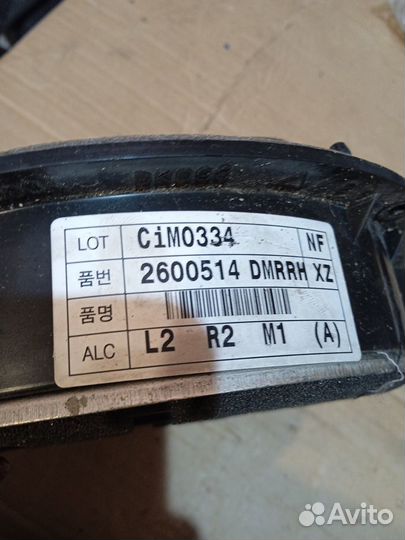 LOT CiM0334 NF
품번 2600514 DMRRH XZ
품명
ALC L2 R2 M1 (A)
Avito